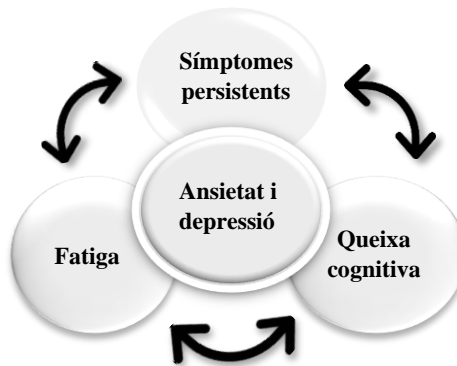 Símptomes
persistents
Ansietat i
depressió
Fatiga
Queixa
cognitiva